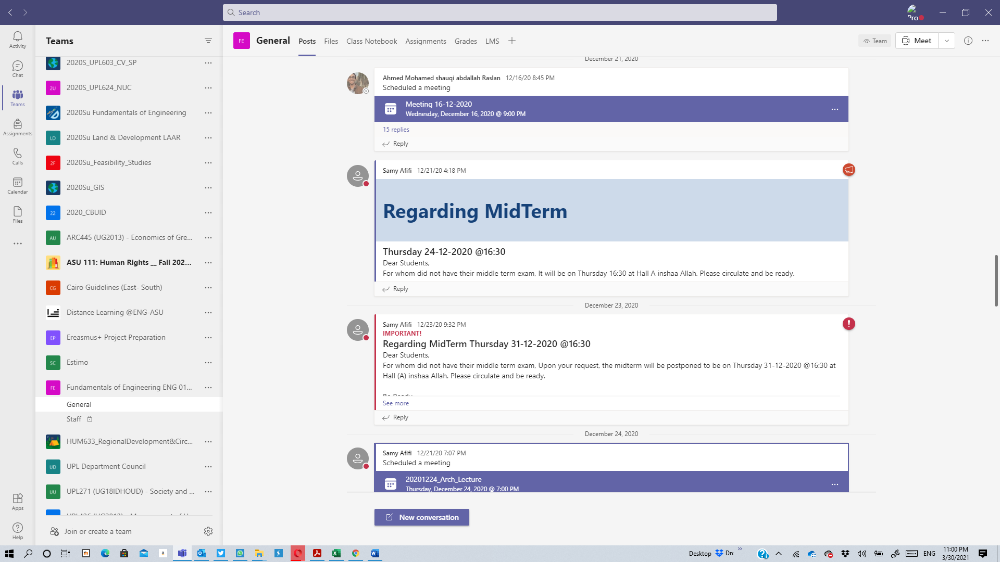 Search
Pro
Activity
Chat
Teams
Assignments
Calls
Calendar
Files
Apps
Help
Teams
2020S_UPL603_CV_SP
2U
2020S_UPL624_NUC
2020Su Fundamentals of Engineering
LD
2020Su Land & Development LAAR
2F
2020Su_Feasibility_Studies
2020Su_GIS
22
2020_CBUID
AU
ARC445 (UG2013) - Economics of Gre...
ASU 111: Human Rights __ Fall 202...
CG
Cairo Guidelines (East- South)
Distance Learning @ENG-ASU
EP
Ereasmus+ Project Preparation
SC
Estimo
FE
Fundamentals of Engineering ENG 01...
General
Staff
HUM633_RegionalDevelopment&Circ...
UD
UPL Department Council
UU
UPL271 (UG18IDHOUD) - Society and ...
Join or create a team
FE
General
Posts
Files
Class Notebook
Assignments
Grades
LMS
Team
Meet
December 21, 2020
Ahmed Mohamed shauqi abdallah Raslan 12/16/20 8:45 PM
Scheduled a meeting
Meeting 16-12-2020
Wednesday, December 16, 2020 @ 9:00 PM
15 replies
Reply
Samy Afifi 12/21/20 4:18 PM
Regarding MidTerm
Thursday 24-12-2020 @16:30
Dear Students,
For whom did not have their middle term exam, It will be on Thursday 16:30 at Hall A inshaa Allah. Please circulate and be ready.
Reply
December 23, 2020
Samy Afifi 12/23/20 9:32 PM
IMPORTANT!
Regarding MidTerm Thursday 31-12-2020 @16:30
Dear Students,
For whom did not have their middle term exam, Upon your request, the midterm will be postponed to be on Thursday 31-12-2020 @16:30 at
Hall (A) inshaa Allah. Please circulate and be ready.
See more
Reply
December 24, 2020
Samy Afifi 12/21/20 7:07 PM
Scheduled a meeting
20201224_Arch_Lecture
Thursday, December 24, 2020 @ 7:00 PM
New conversation
Desktop
ENG
11:00 PM
3/30/2021